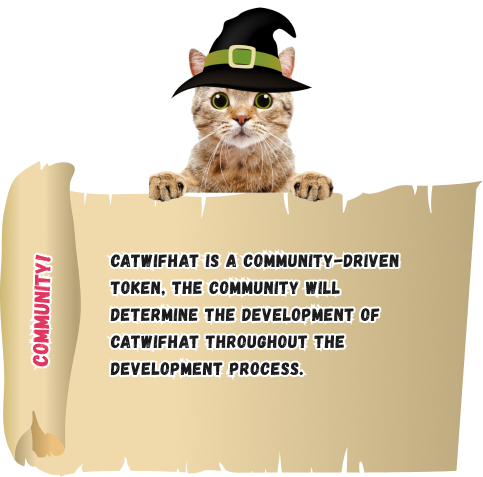 COMMUNITY!
CATWIFHAT IS A COMMUNITY-DRIVEN
TOKEN, THE COMMUNITY WILL
DETERMINE THE DEVELOPMENT OF
CATWIFHAT THROUGHOUT THE
DEVELOPMENT PROCESS.